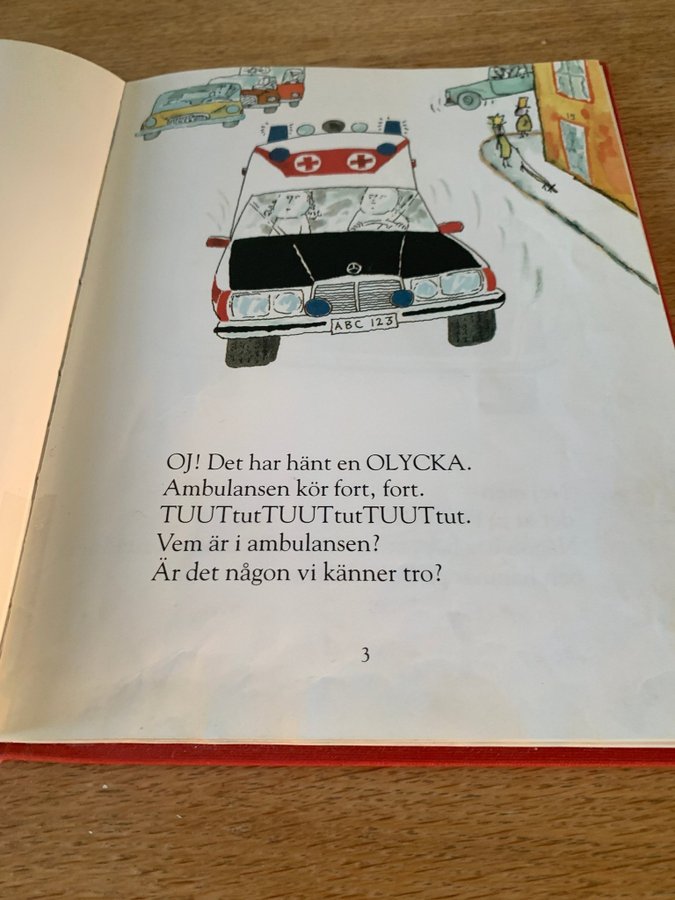 ABC 123
OJ! Det har hänt en OLYCKA.
Ambulansen kör fort, fort.
TUUTtutTUUTtutTUUTtut.
Vem är i ambulansen?
Är det någon vi känner tro?
3